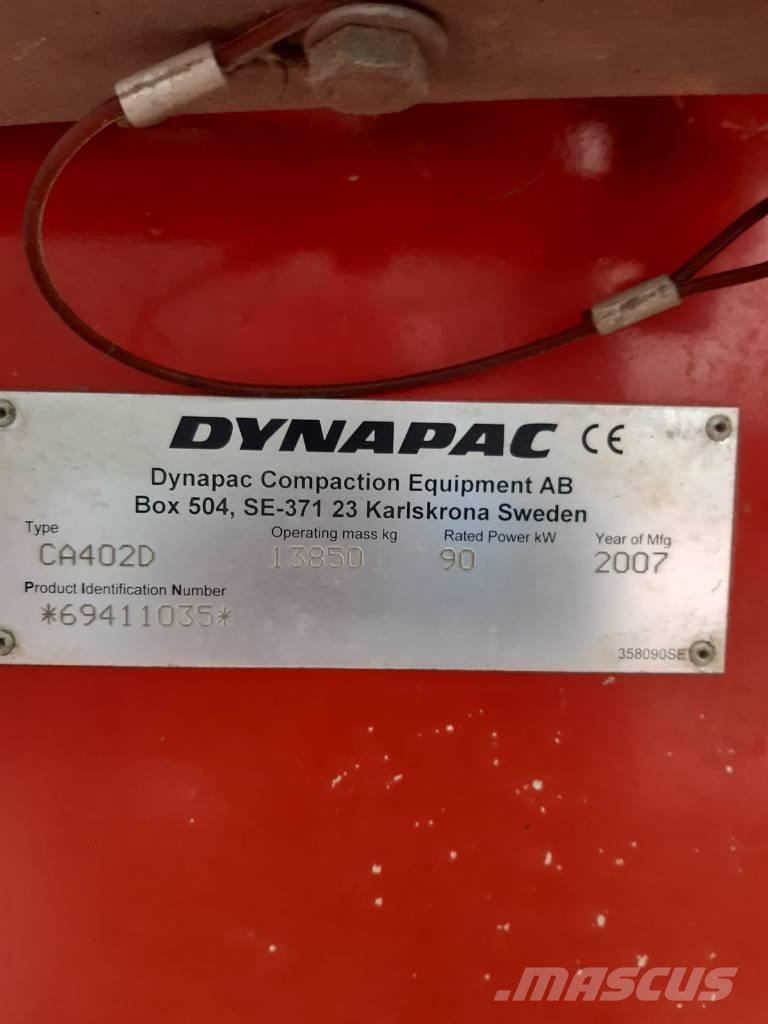 DYNAPAC CE
Dynapac Compaction Equipment AB
Box 504, SE-371 23 Karlskrona Sweden
Type Operating mass kg Rated Power kW Year of Mfg
CA402D 13850 90 2007
Product Identification Number
*69411035*
358090SE
MASCUS